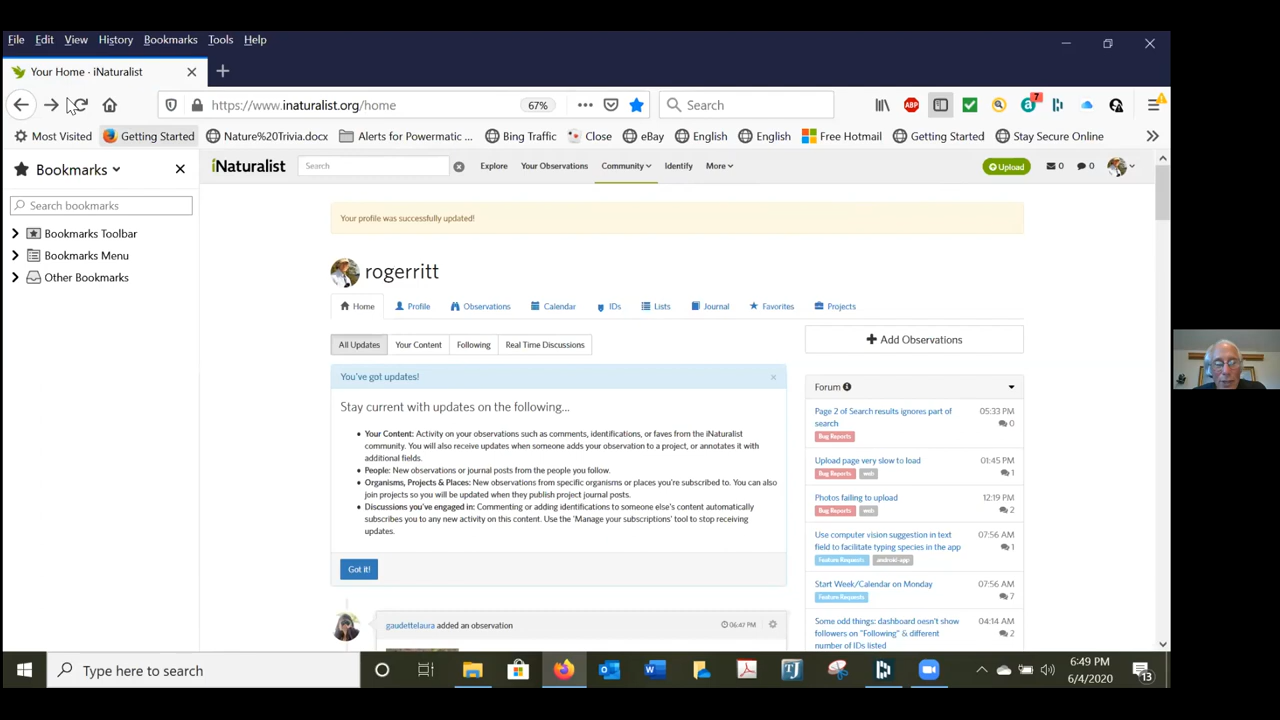 File Edit View History Bookmarks Tools Help
Your Home - iNaturalist
https://www.inaturalist.org/home 67% Search
ABP a 7
Most Visited Getting Started Nature%20Trivia.docx Alerts for Powermatic ... Bing Traffic Close eBay English English Free Hotmail Getting Started Stay Secure Online
Bookmarks
Search bookmarks
Bookmarks Toolbar
Bookmarks Menu
Other Bookmarks
iNaturalist Search Explore Your Observations Community Identify More Upload 0 0
Your profile was successfully updated!
rogerritt
Home Profile Observations Calendar IDs Lists Journal Favorites Projects
All Updates Your Content Following Real Time Discussions
You've got updates!
Stay current with updates on the following...
Your Content: Activity on your observations such as comments, identifications, or faves from the iNaturalist
community. You will also receive updates when someone adds your observation to a project, or annotates it with
additional fields.
People: New observations or journal posts from the people you follow.
Organisms, Projects & Places: New observations from specific organisms or places you're subscribed to. You can also
join projects so you will be updated when they publish project journal posts.
Discussions you've engaged in: Commenting or adding identifications to someone else's content automatically
subscribes you to any new activity on this content. Use the 'Manage your subscriptions' tool to stop receiving
updates.
Got it!
gaudettelaura added an observation 06:47 PM
Add Observations
Forum
Page 2 of Search results ignores part of 05:33 PM
search 0
Bug Reports
Upload page very slow to load 01:45 PM
Bug Reports web 1
Photos failing to upload 12:19 PM
Bug Reports web 2
Use computer vision suggestion in text 07:56 AM
field to facilitate typing species in the app 1
Feature Requests android-app
Start Week/Calendar on Monday 07:56 AM
Feature Requests 7
Some odd things: dashboard oesn't show 04:14 AM
followers on "Following" & different 2
number of IDs listed
Type here to search
TJ
6:49 PM
6/4/2020
13